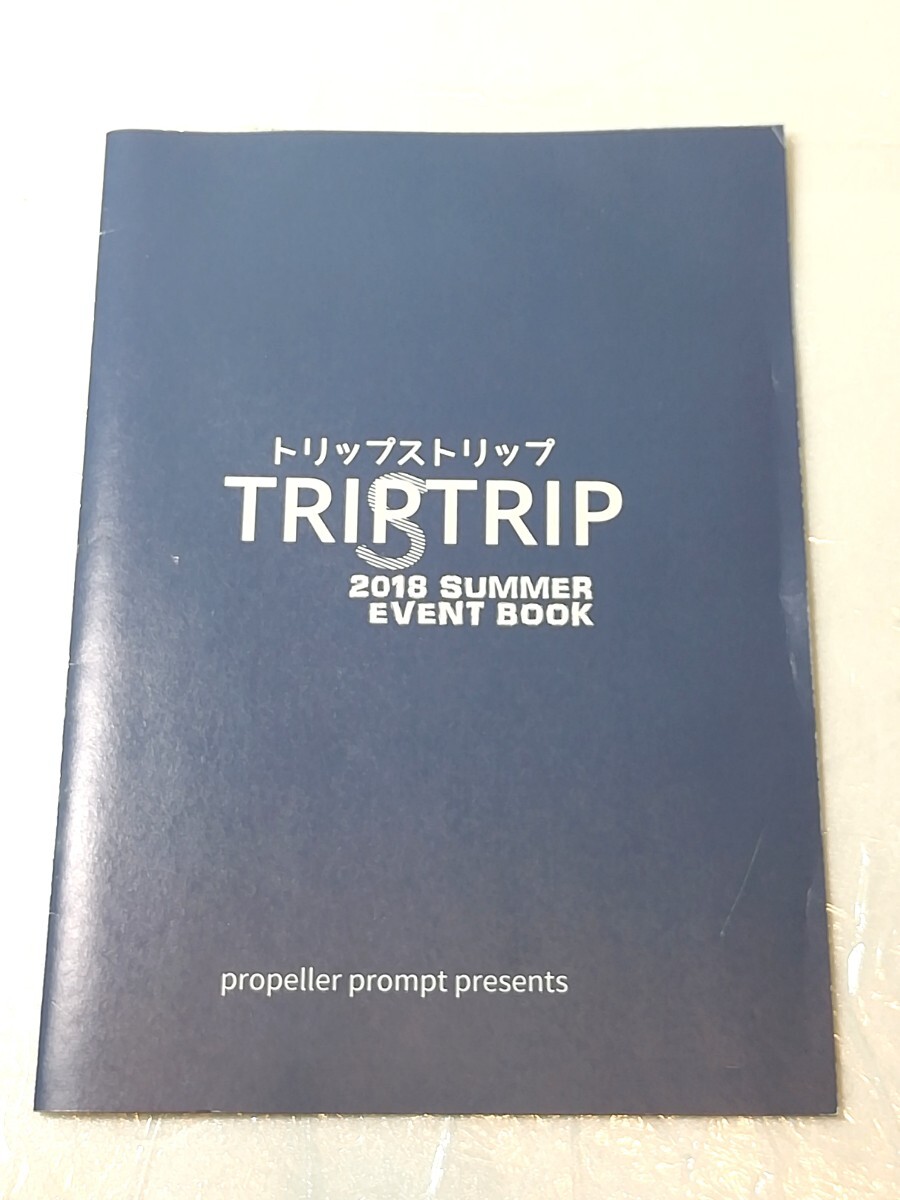 トリップストリップ
TRIPSTRIP
2018 SUMMER
EVENT BOOK
propeller prompt presents